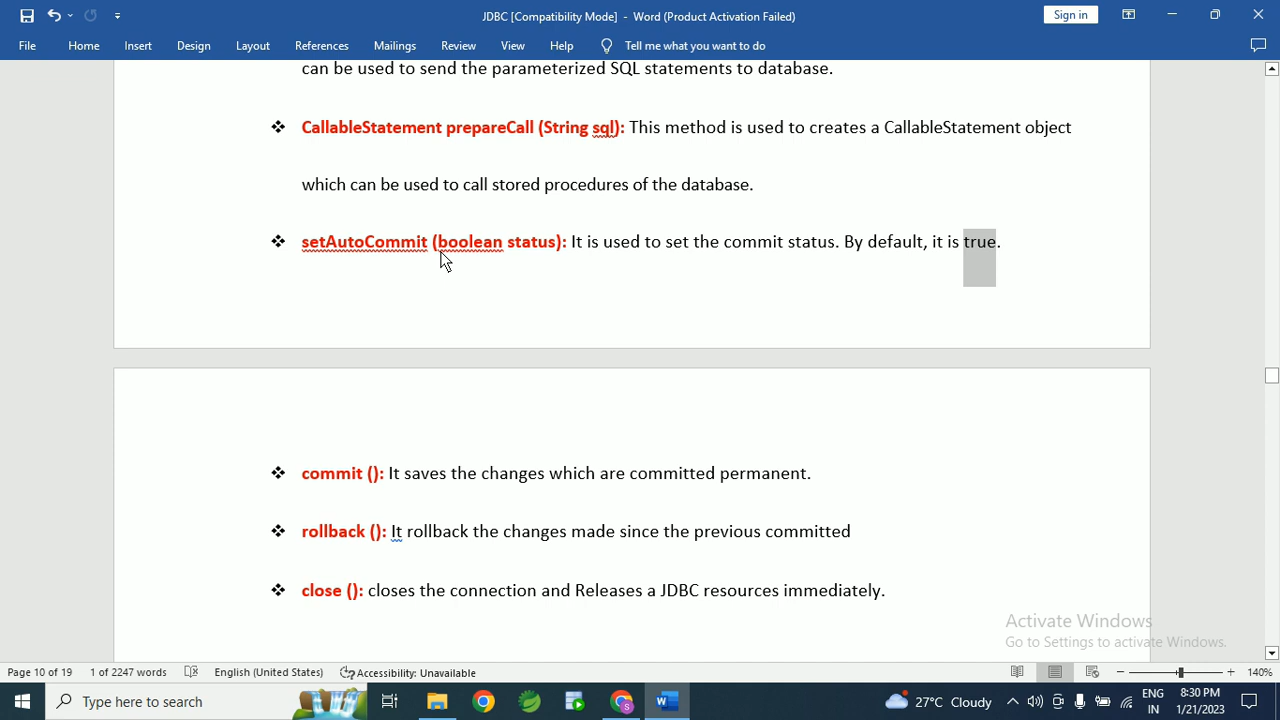 JDBC [Compatibility Mode] - Word (Product Activation Failed)
Sign in
File Home Insert Design Layout References Mailings Review View Help Tell me what you want to do
can be used to send the parameterized SQL statements to database.
❖ CallableStatement prepareCall (String sql): This method is used to creates a CallableStatement object
which can be used to call stored procedures of the database.
❖ setAutoCommit (boolean status): It is used to set the commit status. By default, it is true.
❖ commit (): It saves the changes which are committed permanent.
❖ rollback (): It rollback the changes made since the previous committed
❖ close (): closes the connection and Releases a JDBC resources immediately.
Activate Windows
Go to Settings to activate Windows.
Page 10 of 19 1 of 2247 words English (United States) Accessibility: Unavailable 140%
Type here to search 27°C Cloudy ENG IN 8:30 PM 1/21/2023